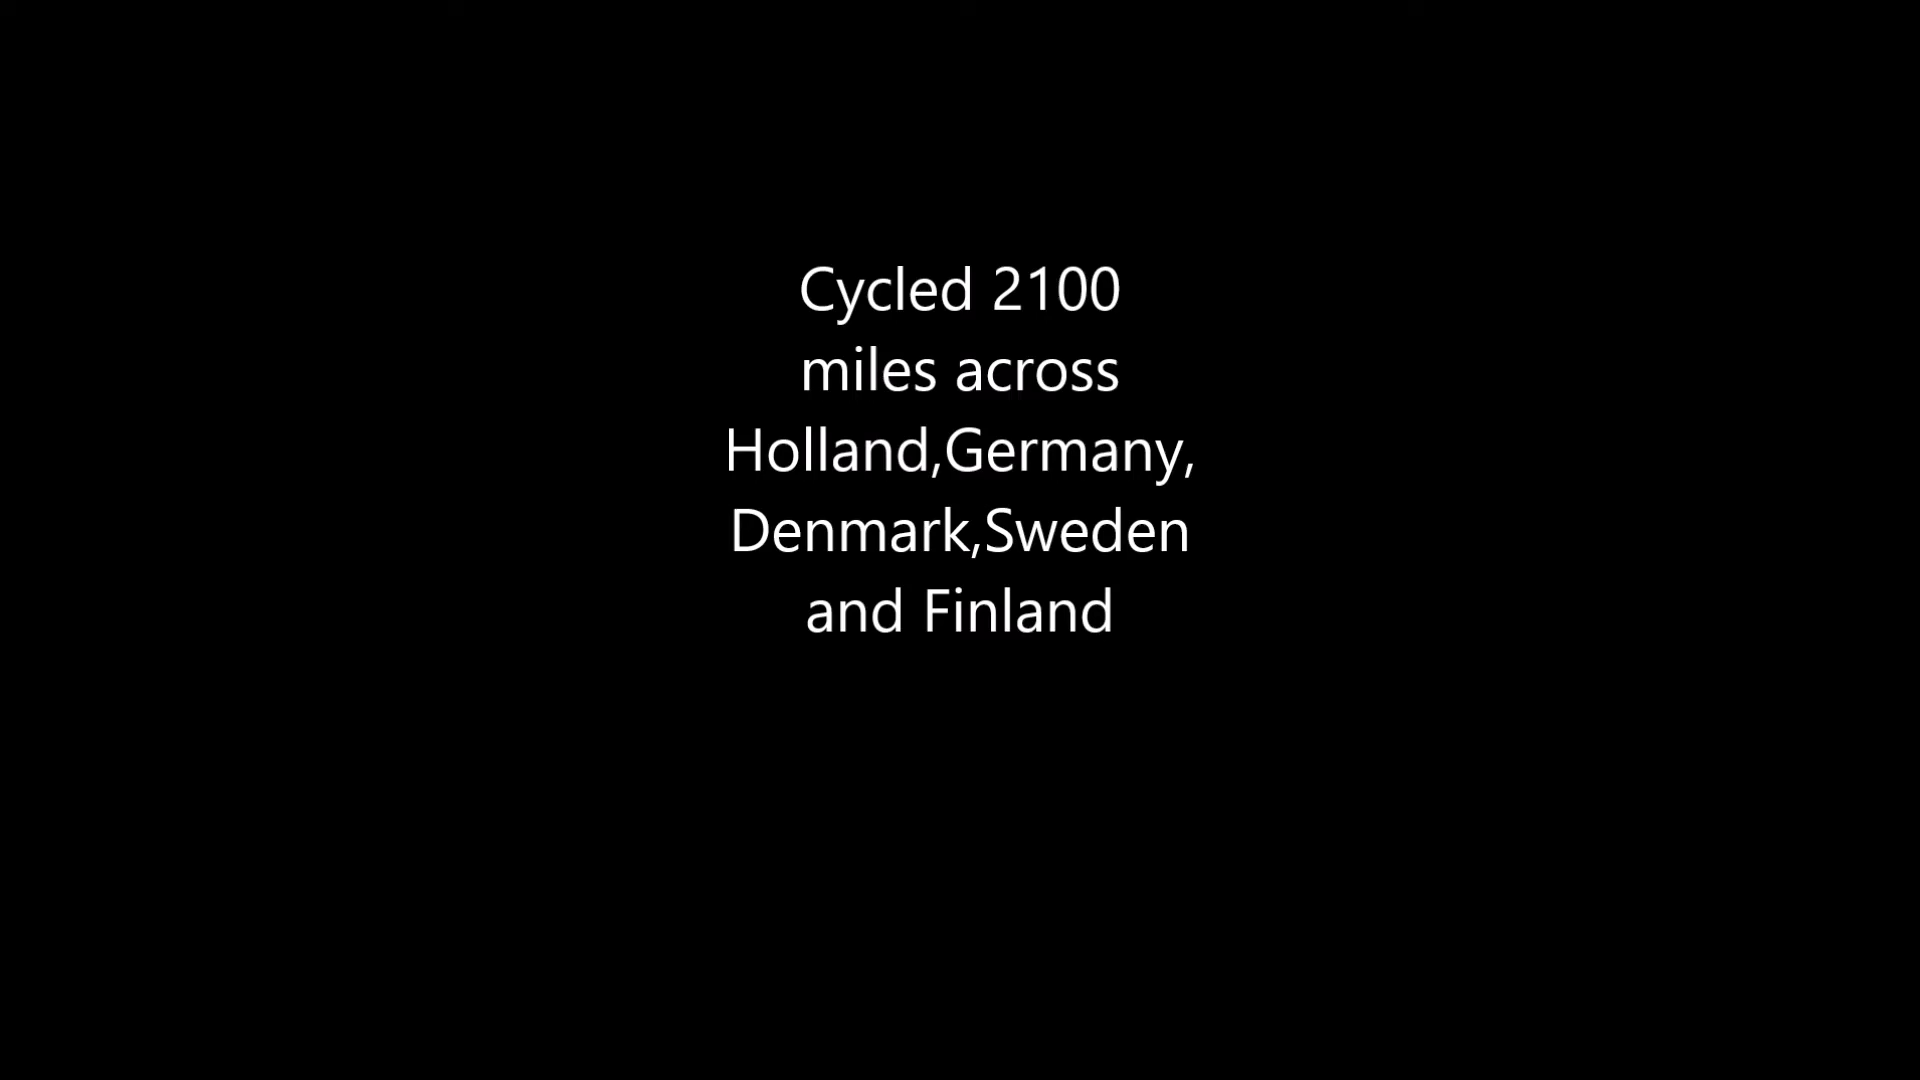 Cycled 2100
miles across
Holland,Germany,
Denmark,Sweden
and Finland